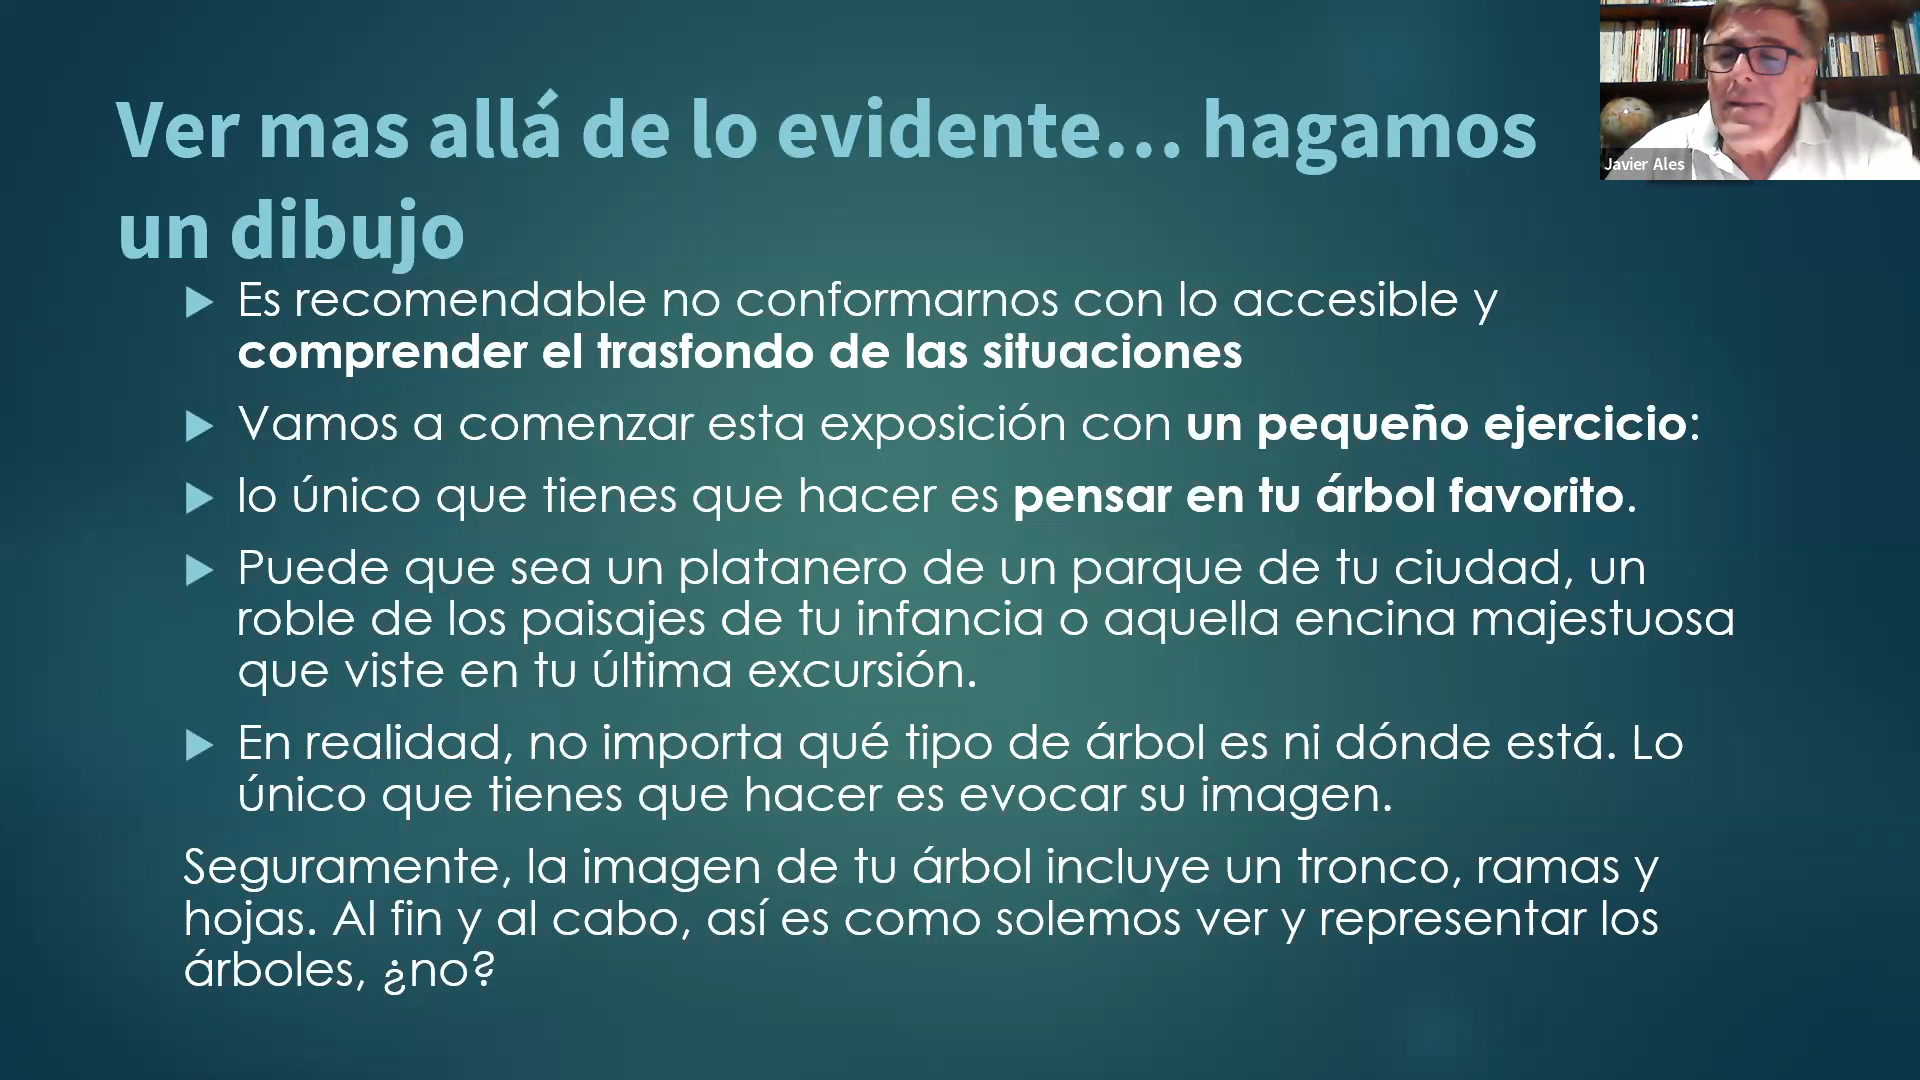 Ver mas allá de lo evidente... hagamos
un dibujo
Es recomendable no conformarnos con lo accesible y
comprender el trasfondo de las situaciones
Vamos a comenzar esta exposición con un pequeño ejercicio:
lo único que tienes que hacer es pensar en tu árbol favorito.
Puede que sea un platanero de un parque de tu ciudad, un
roble de los paisajes de tu infancia o aquella encina majestuosa
que viste en tu última excursión.
En realidad, no importa qué tipo de árbol es ni dónde está. Lo
único que tienes que hacer es evocar su imagen.
Seguramente, la imagen de tu árbol incluye un tronco, ramas y
hojas. Al fin y al cabo, así es como solemos ver y representar los
árboles, ¿no?
Javier Ales